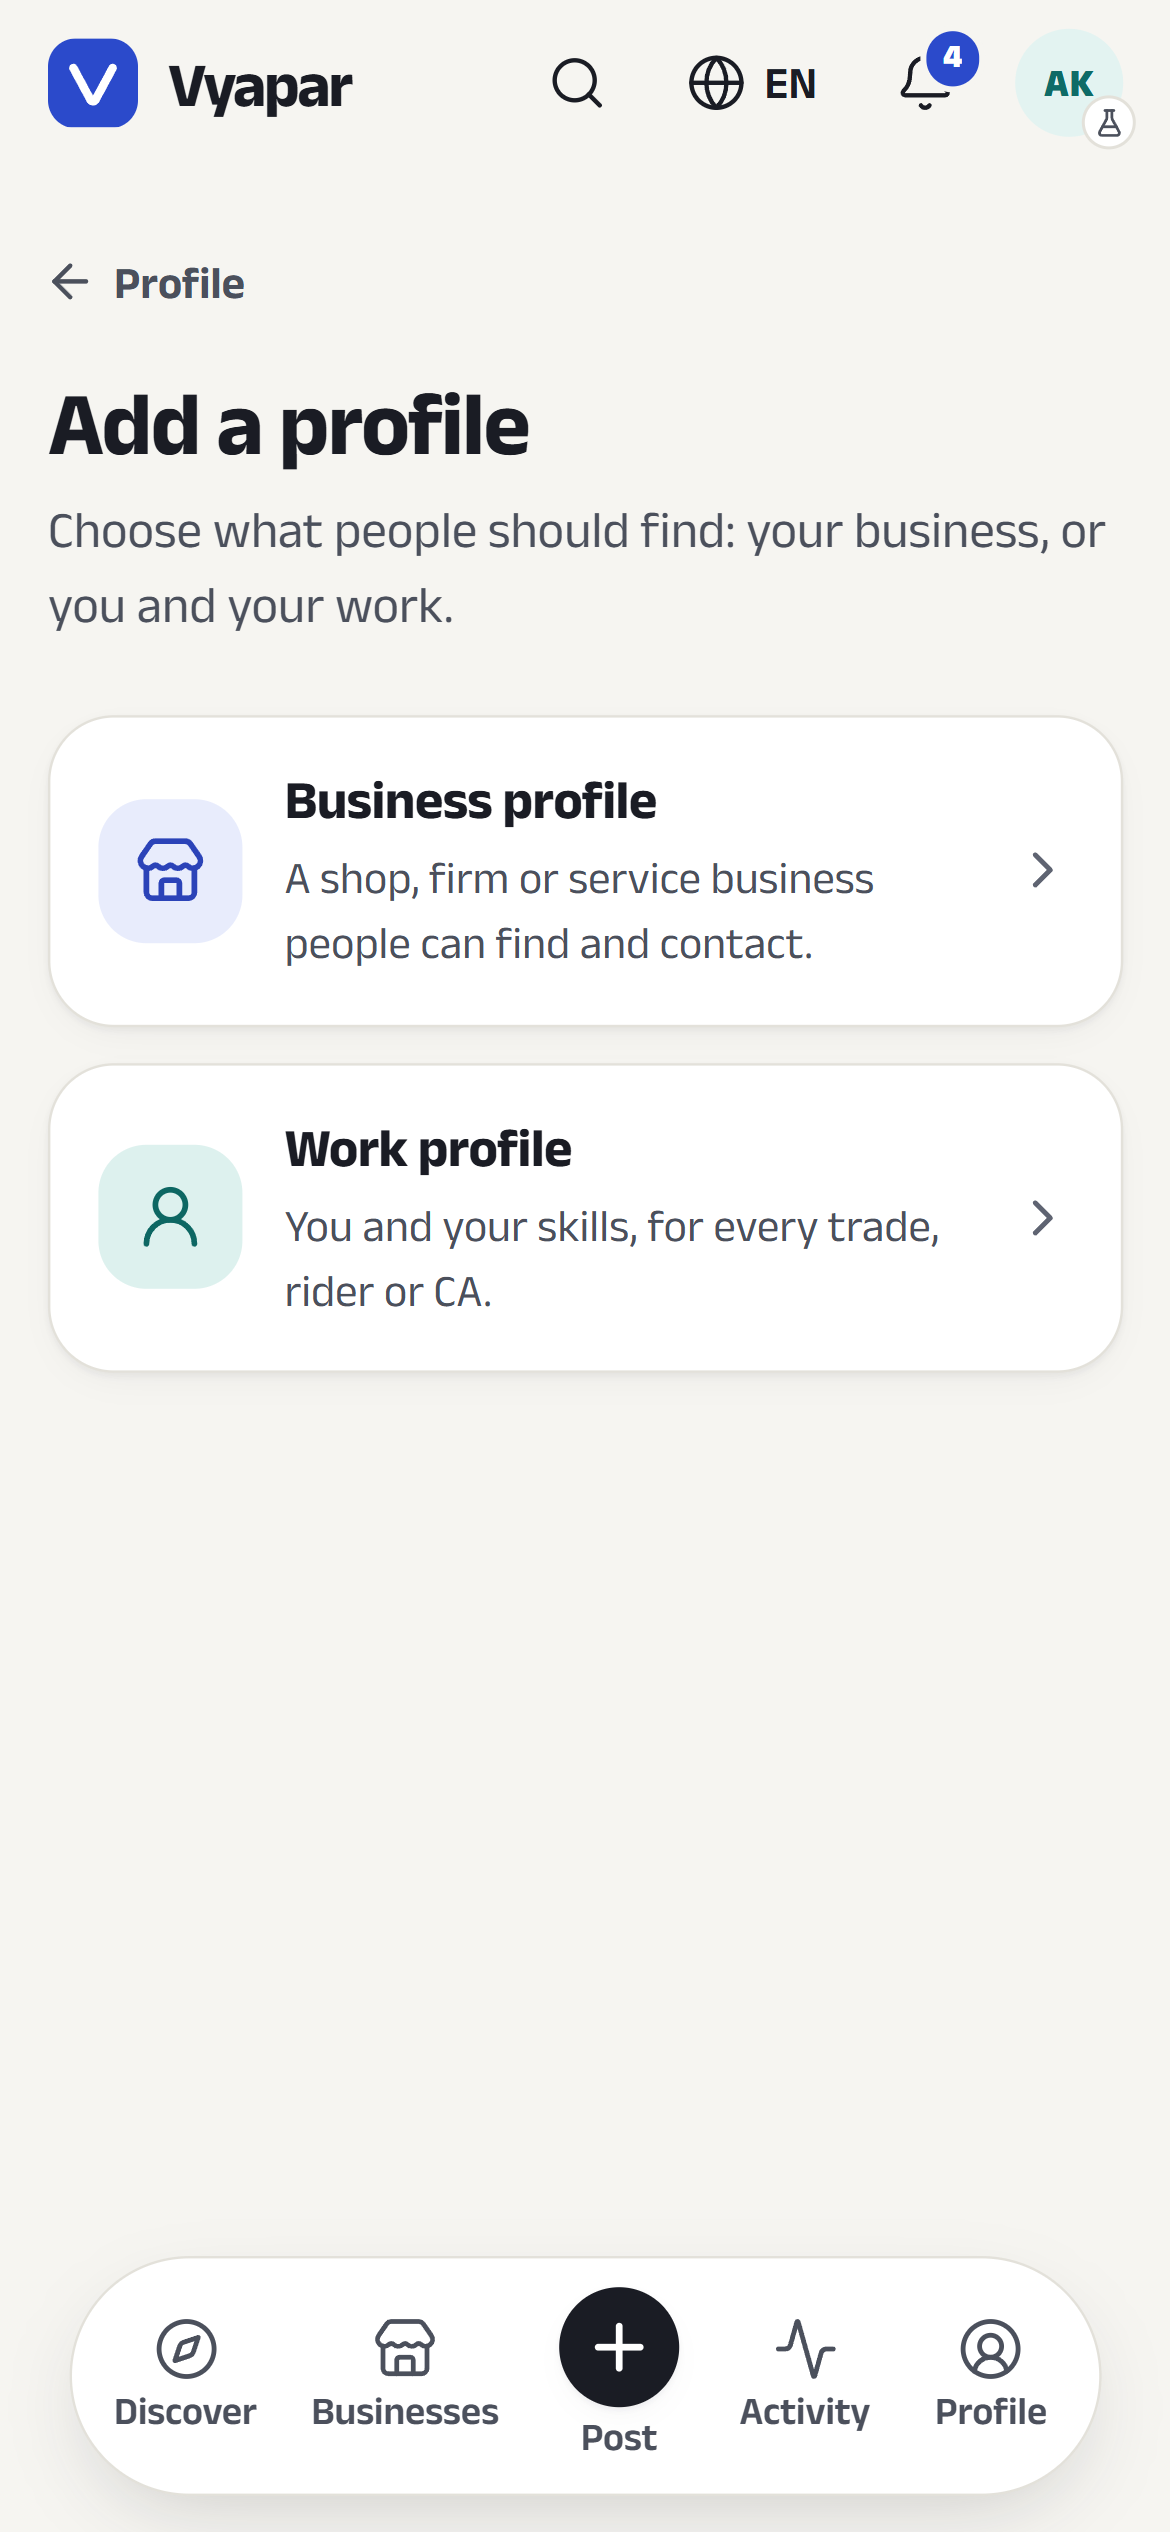 Vyapar
EN
4
AK
Profile
Add a profile
Choose what people should find: your business, or
you and your work.
Business profile
A shop, firm or service business
people can find and contact.
Work profile
You and your skills, for every trade,
rider or CA.
Discover
Businesses
Post
Activity
Profile